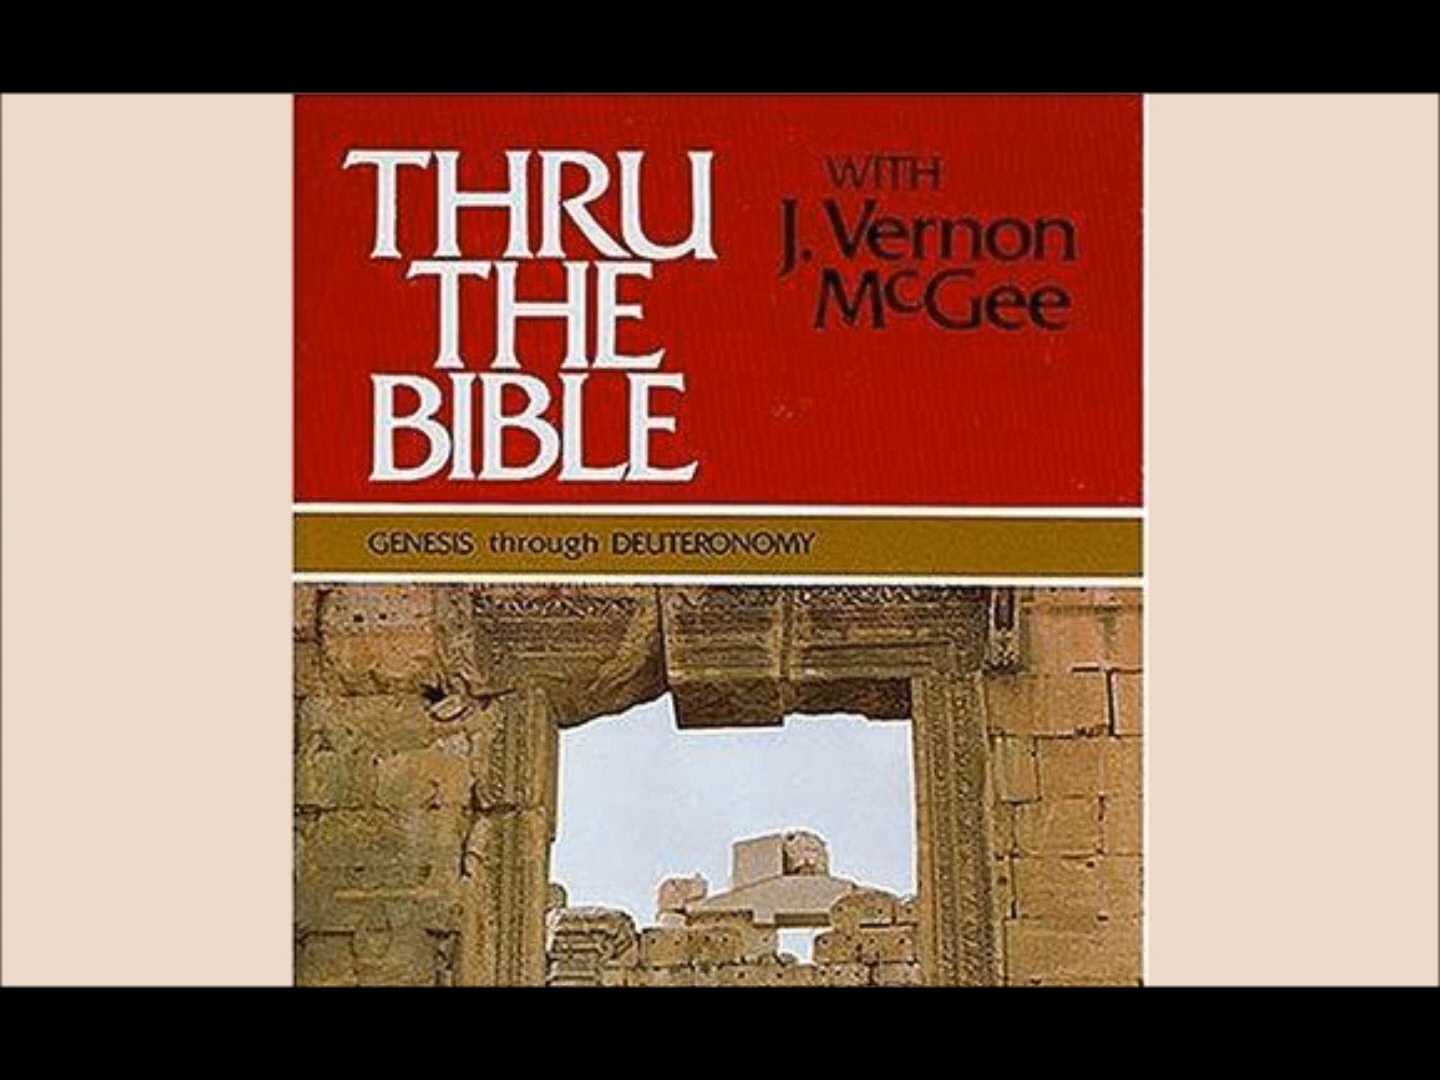 THRU
THE
BIBLE
WITH
J. Vernon
McGee
GENESIS through DEUTERONOMY